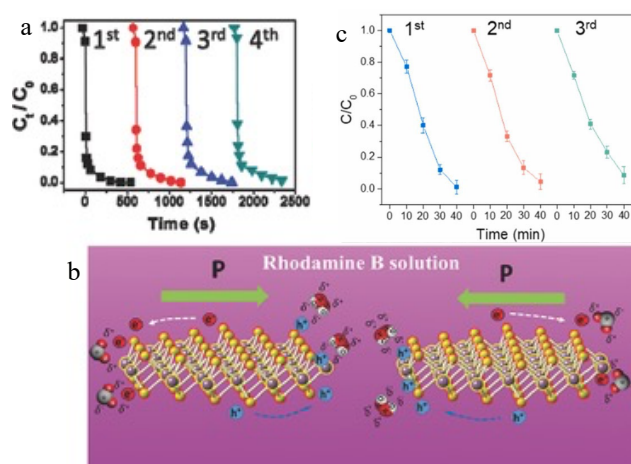 a
1st 2nd 3rd 4th
Ct / C0
1.0
0.8
0.6
0.4
0.2
0.0
0 500 1000 1500 2000 2500
Time (s)
c
1st 2nd 3rd
C/C0
1.0
0.8
0.6
0.4
0.2
0.0
0 10 20 30 40 0 10 20 30 40 0 10 20 30 40
Time (min)
b
Rhodamine B solution
P P
h+ h+
h+ h+
h+ h+